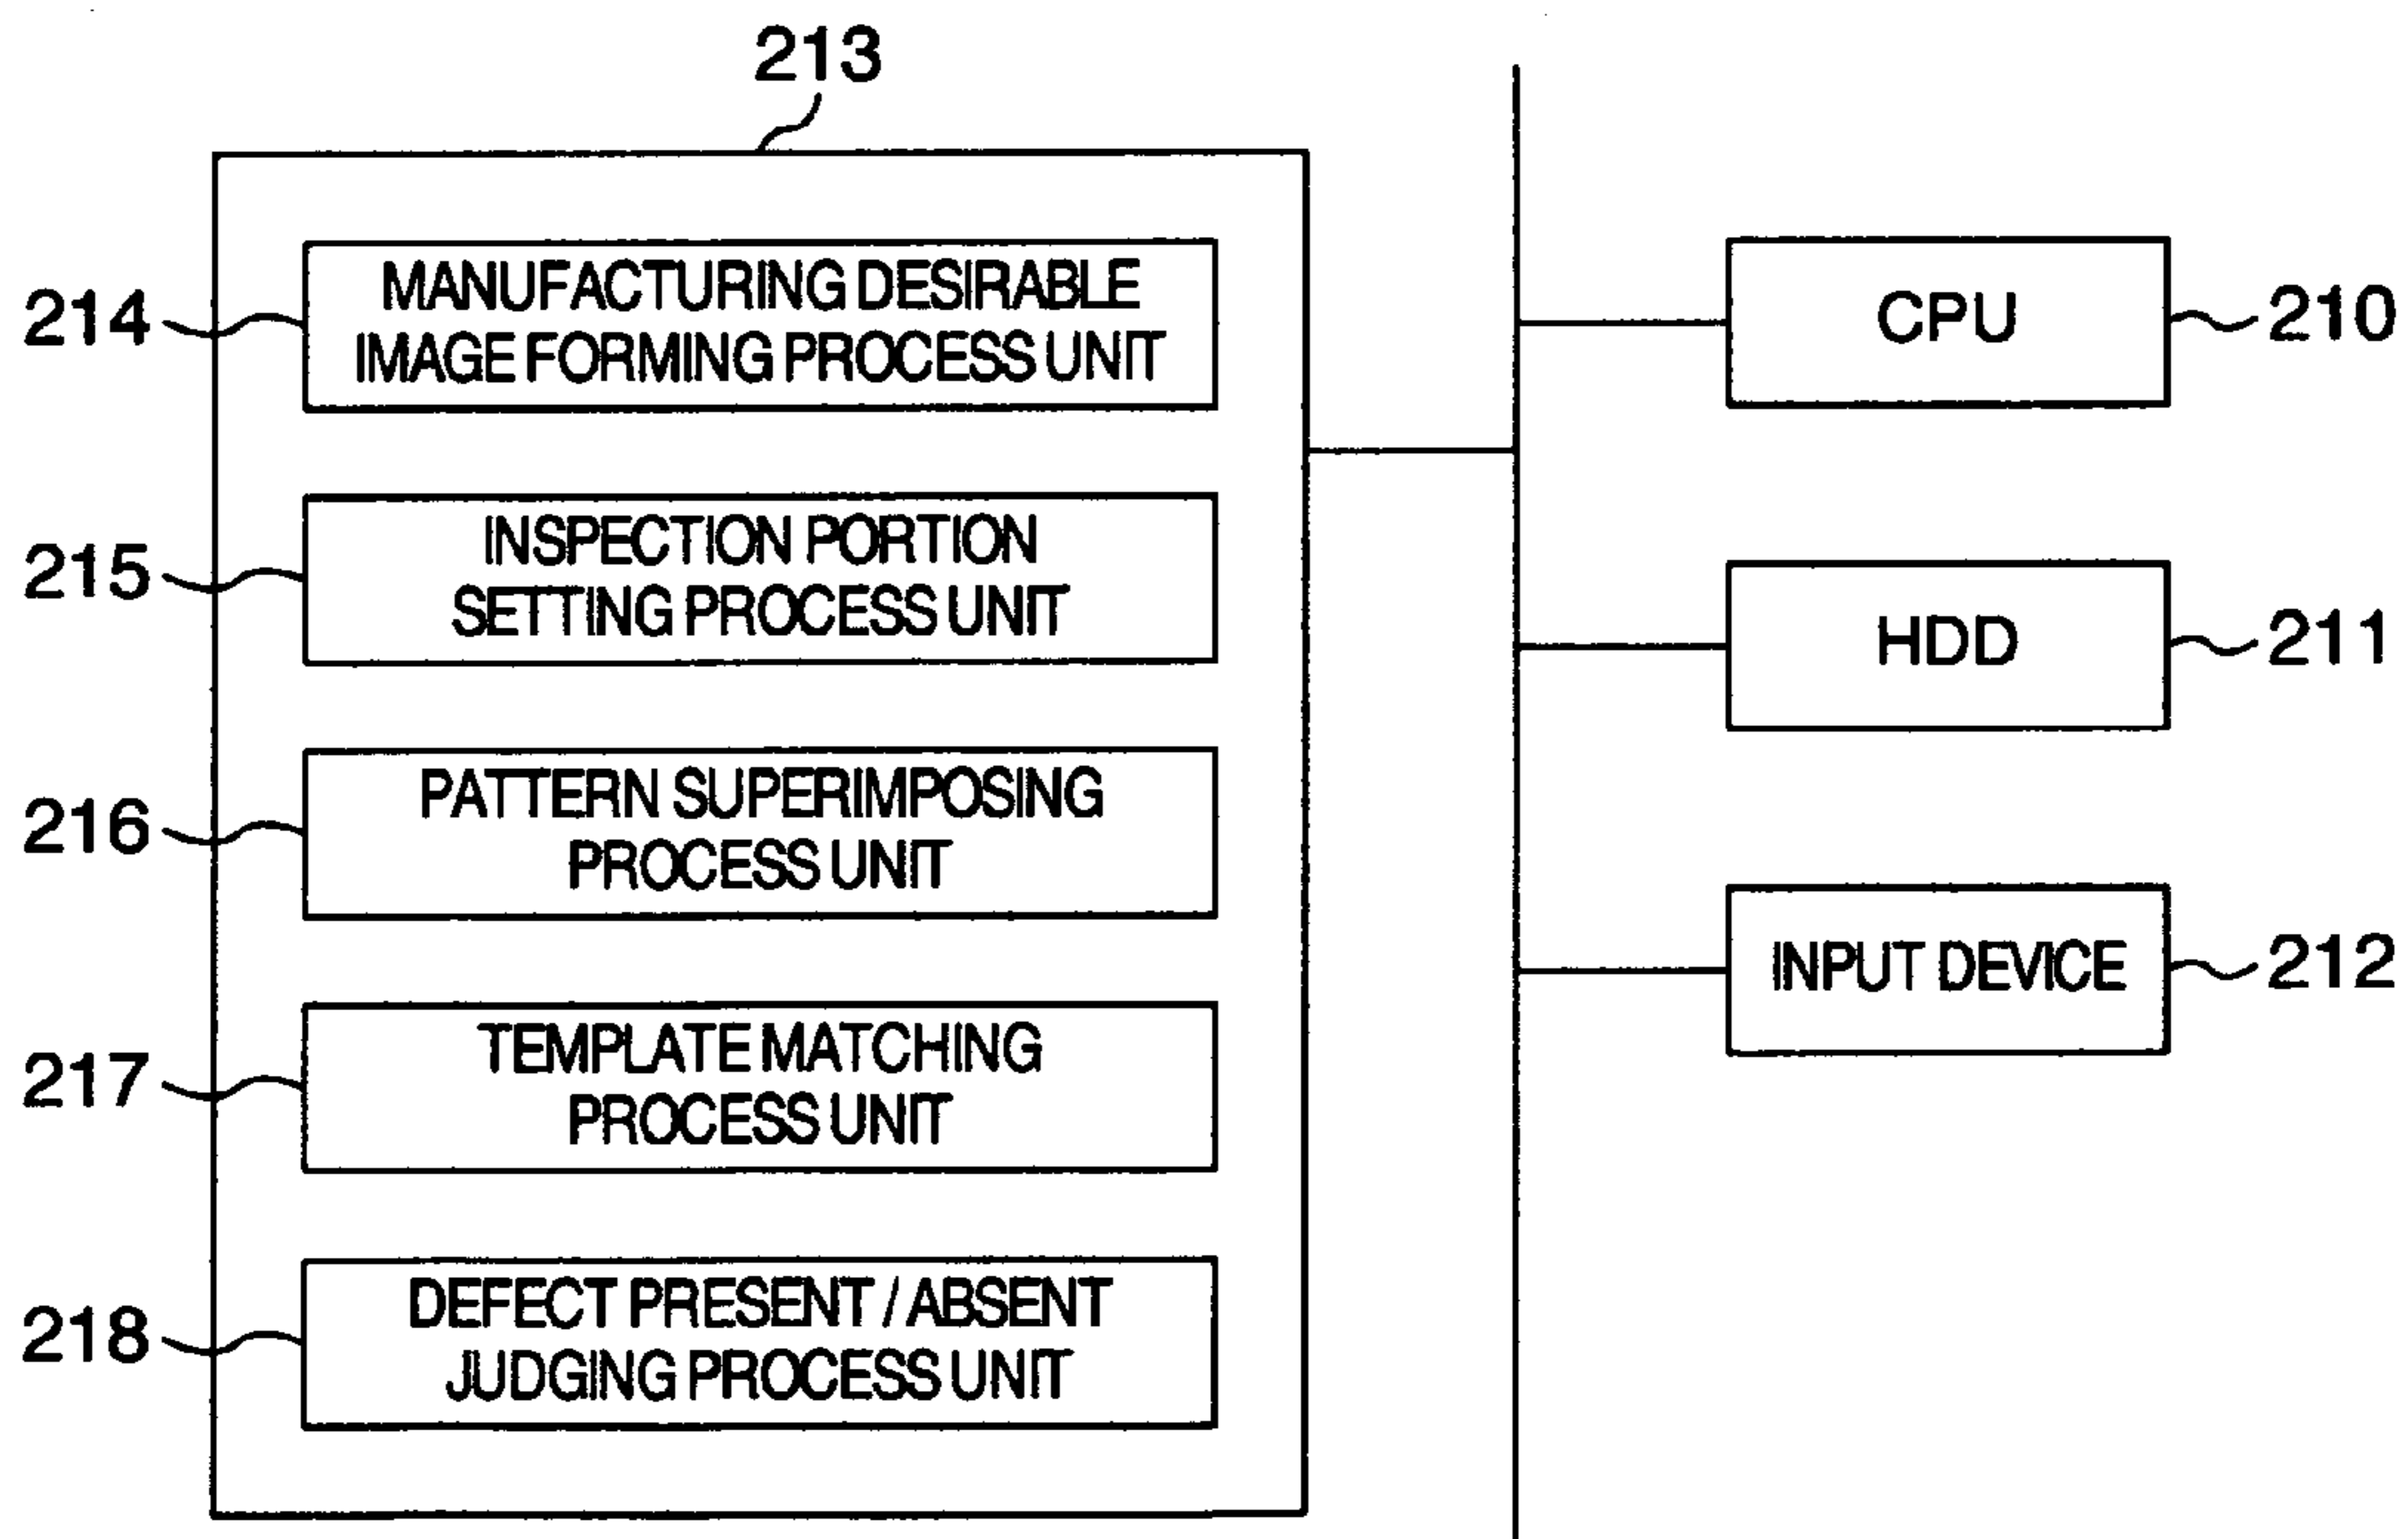 213
214
MANUFACTURING DESIRABLE
IMAGE FORMING PROCESS UNIT
215
INSPECTION PORTION
SETTING PROCESS UNIT
216
PATTERN SUPERIMPOSING
PROCESS UNIT
217
TEMPLATE MATCHING
PROCESS UNIT
218
DEFECT PRESENT / ABSENT
JUDGING PROCESS UNIT
CPU
210
HDD
211
INPUT DEVICE
212